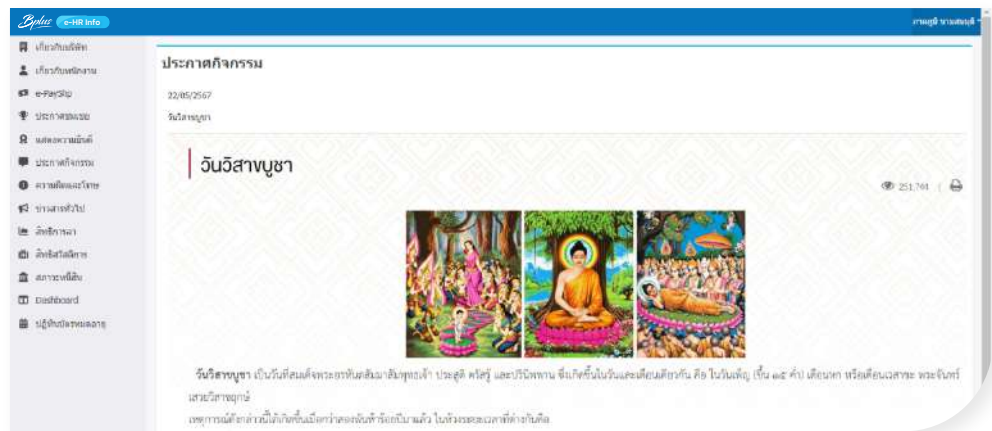 Bplus e-HR Info
เกี่ยวกับบริษัท
เกี่ยวกับพนักงาน
e-PaySlip
ประกาศชมเชย
แสดงความยินดี
ประกาศกิจกรรม
ความผิดและโทษ
ข่าวสารทั่วไป
สิทธิการลา
สิทธิสวัสดิการ
สภาวะหนี้สิน
Dashboard
ปฏิทินบัตรหมดอายุ
ประกาศกิจกรรม
22/05/2567
วันวิสาขบูชา
วันวิสาขบูชา
วันวิสาขบูชา เป็นวันที่สมเด็จพระอรหันตสัมมาสัมพุทธเจ้า ประสูติ ตรัสรู้ และปรินิพพาน ซึ่งเกิดขึ้นในวันและเดือนเดียวกัน คือ ในวันเพ็ญ (ขึ้น ๑๕ ค่ำ) เดือนหก หรือเดือนเวสาขะ พระจันทร์
เสวยวิสาขฤกษ์
เหตุการณ์ดังกล่าวนี้ได้เกิดขึ้นเมื่อกว่าสองพันห้าร้อยปีมาแล้ว ในห้วงระยะเวลาที่ต่างกันคือ